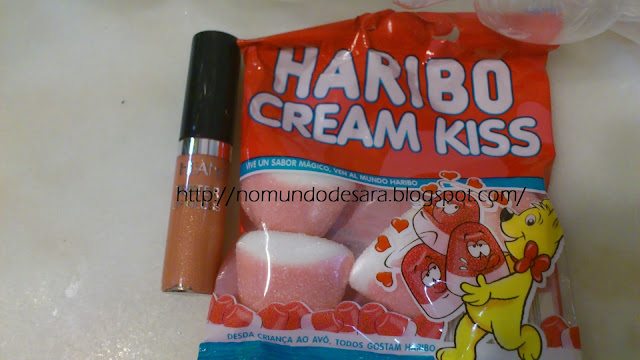 HARIBO
CREAM KISS
VIVE UN SABOR MÁGICO, VEN AL MUNDO HARIBO
http://nomundodesara.blogspot.com/
DESDA CRIANÇA AO AVÔ, TODOS GOSTAM HARIBO